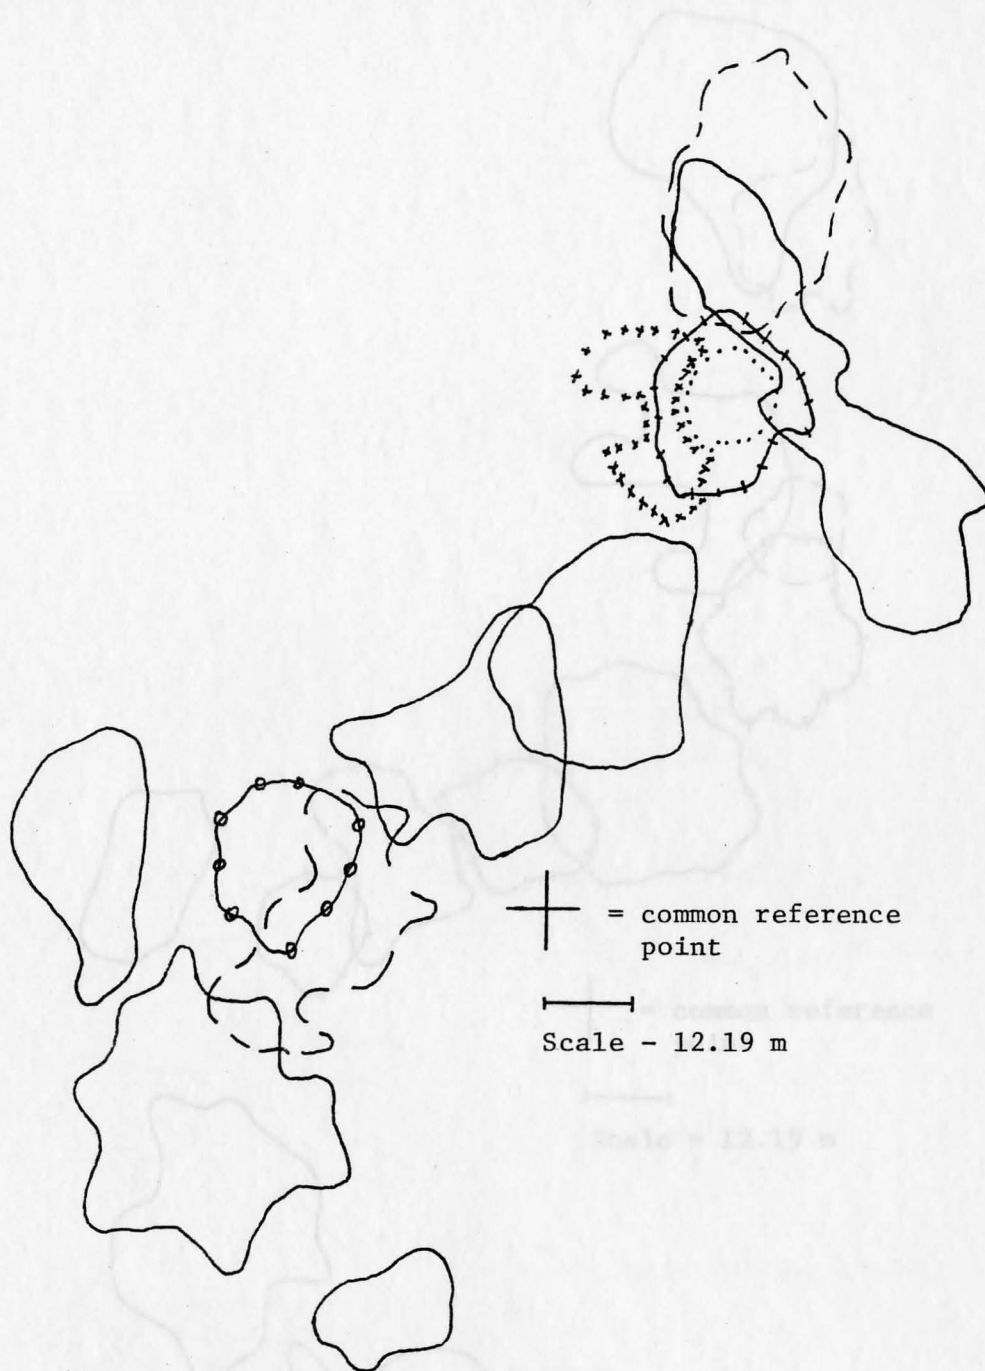 = common reference
point
Scale - 12.19 m